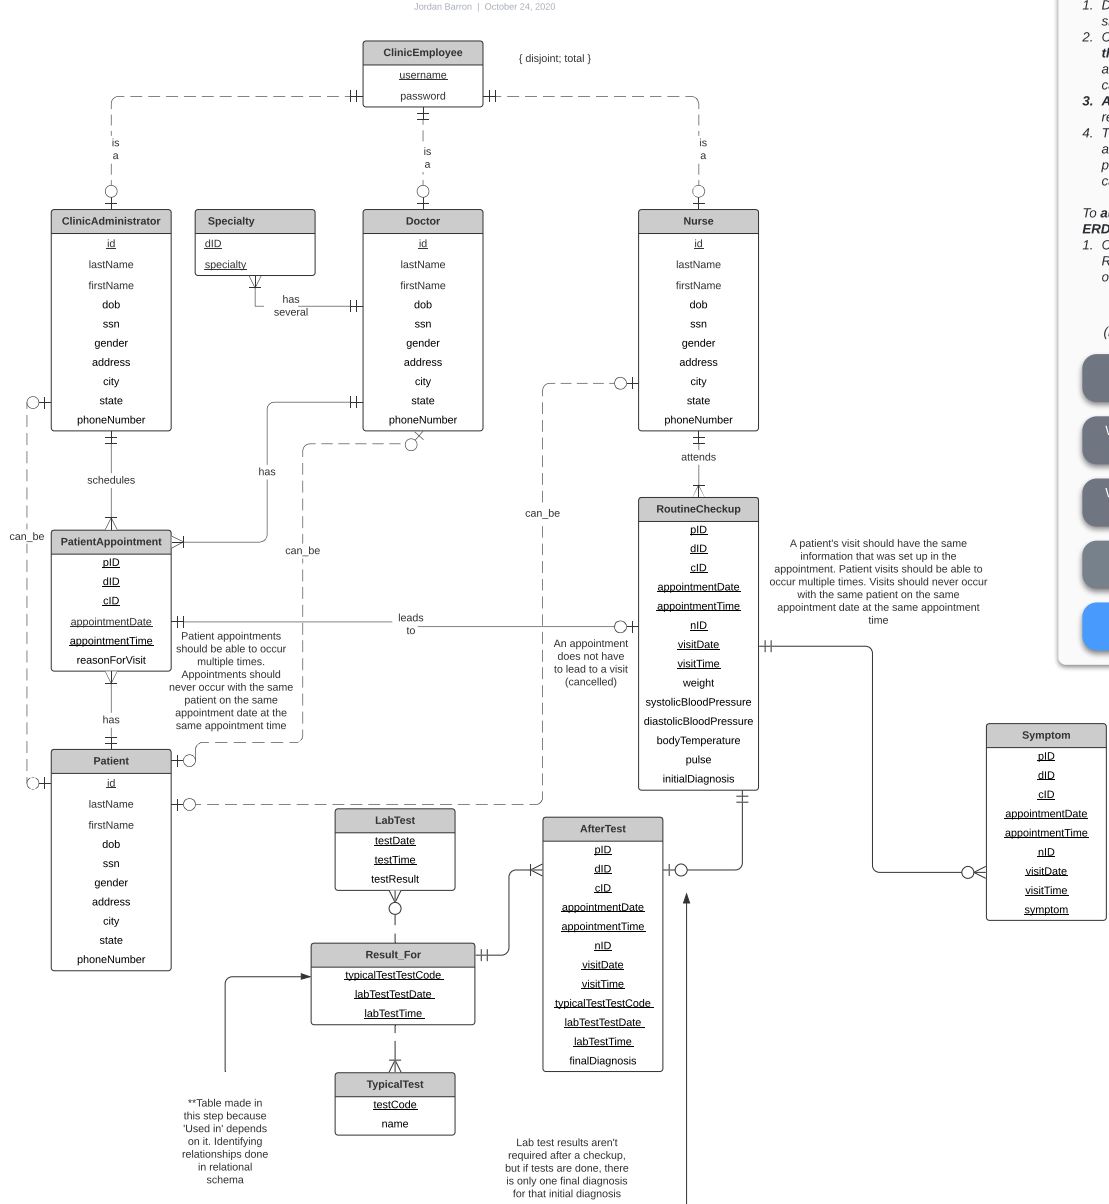 Jordan Barron | October 24, 2020
ClinicEmployee
username
password
{ disjoint; total }
is
a
is
a
is
a
ClinicAdministrator
id
lastName
firstName
dob
ssn
gender
address
city
state
phoneNumber
Specialty
dID
specialty
has
several
Doctor
id
lastName
firstName
dob
ssn
gender
address
city
state
phoneNumber
Nurse
id
lastName
firstName
dob
ssn
gender
address
city
state
phoneNumber
schedules
has
attends
can_be
can_be
can_be
PatientAppointment
pID
dID
cID
appointmentDate
appointmentTime
reasonForVisit
leads
to
Patient appointments
should be able to occur
multiple times.
Appointments should
never occur with the same
patient on the same
appointment date at the
same appointment time
An appointment
does not have
to lead to a visit
(cancelled)
RoutineCheckup
pID
dID
cID
appointmentDate
appointmentTime
nID
visitDate
visitTime
weight
systolicBloodPressure
diastolicBloodPressure
bodyTemperature
pulse
initialDiagnosis
A patient's visit should have the same
information that was set up in the
appointment. Patient visits should be able to
occur multiple times. Visits should never occur
with the same patient on the same
appointment date at the same appointment
time
has
Patient
id
lastName
firstName
dob
ssn
gender
address
city
state
phoneNumber
LabTest
testDate
testTime
testResult
Result_For
typicalTestTestCode
labTestTestDate
labTestTime
TypicalTest
testCode
name
AfterTest
pID
dID
cID
appointmentDate
appointmentTime
nID
visitDate
visitTime
typicalTestTestCode
labTestTestDate
labTestTime
finalDiagnosis
Symptom
pID
dID
cID
appointmentDate
appointmentTime
nID
visitDate
visitTime
symptom
**Table made in
this step because
'Used in' depends
on it. Identifying
relationships done
in relational
schema
Lab test results aren't
required after a checkup,
but if tests are done, there
is only one final diagnosis
for that initial diagnosis
1.
2.
3.
4.
To
ERD
1.